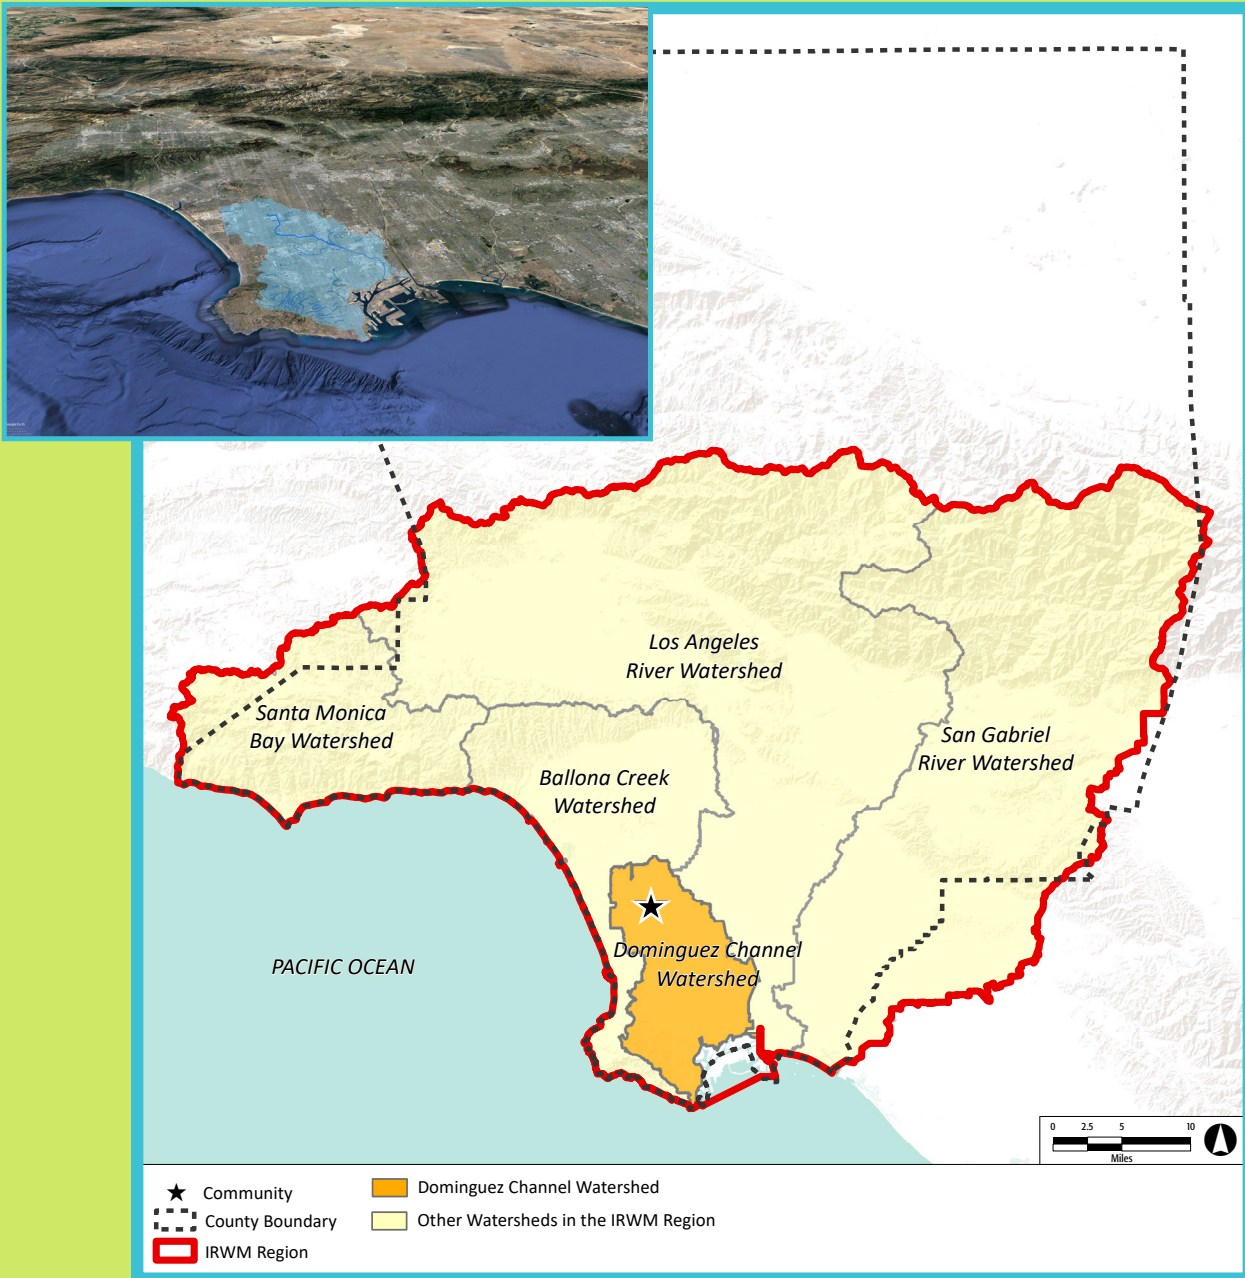 Los Angeles
River Watershed
Santa Monica
Bay Watershed
San Gabriel
River Watershed
Ballona Creek
Watershed
Dominguez Channel
Watershed
PACIFIC OCEAN
0 2.5 5 10
Miles
Community
County Boundary
IRWM Region
Dominguez Channel Watershed
Other Watersheds in the IRWM Region